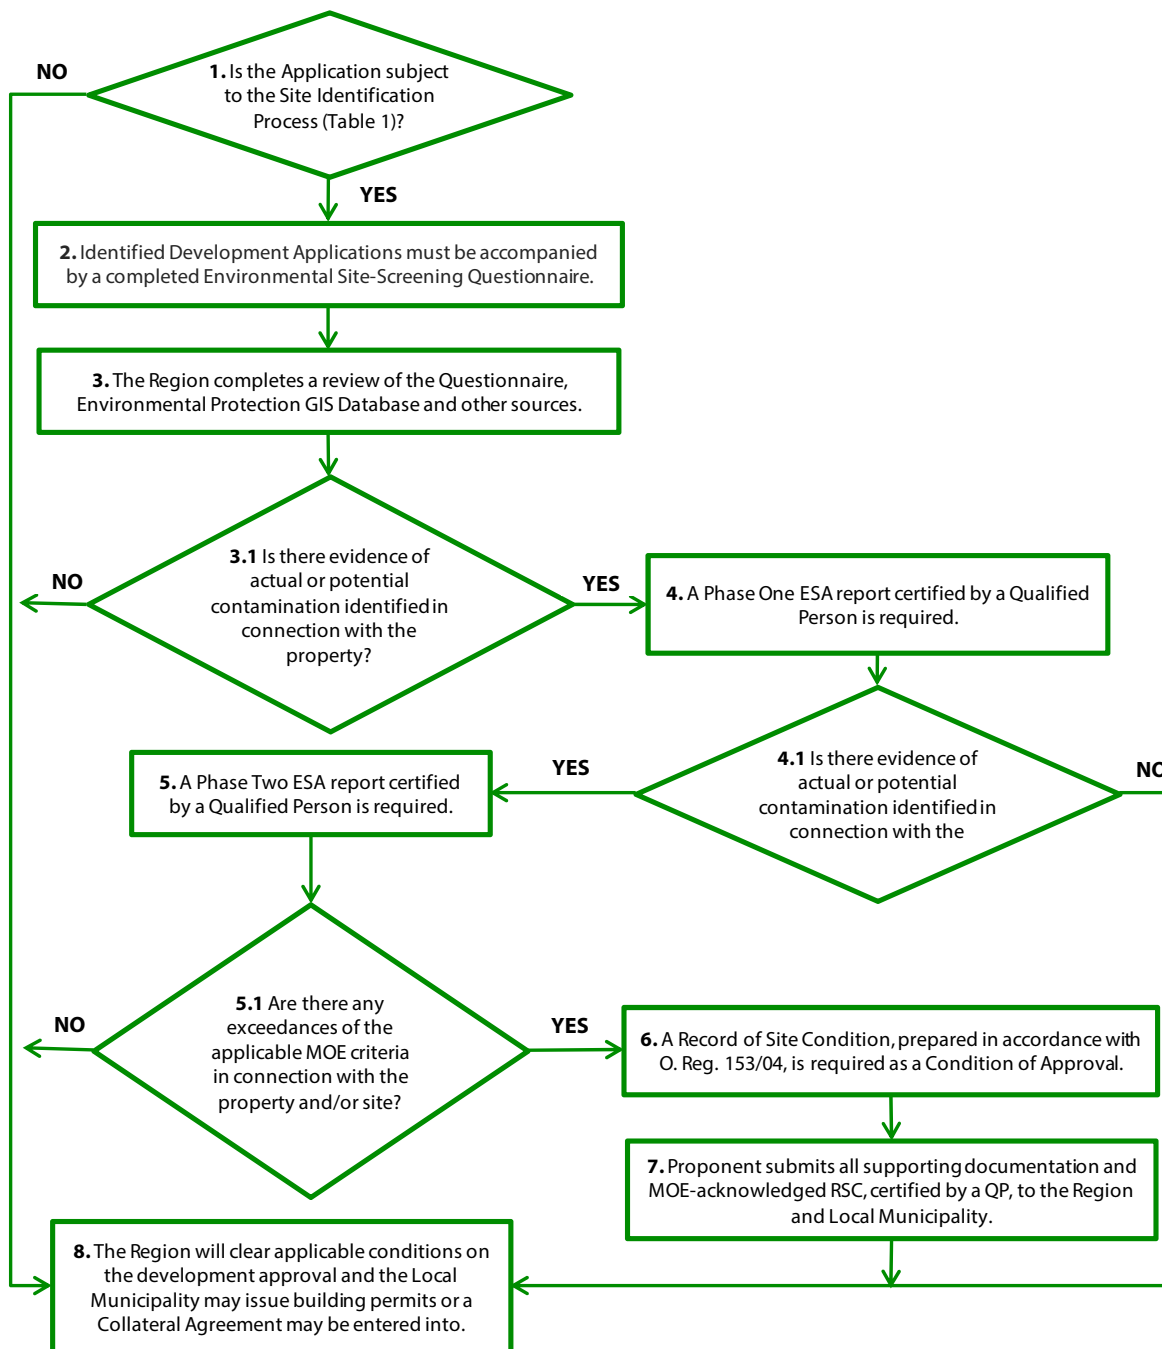 NO
1. Is the Application subject
to the Site Identification
Process (Table 1)?
YES
2. Identified Development Applications must be accompanied
by a completed Environmental Site-Screening Questionnaire.
3. The Region completes a review of the Questionnaire,
Environmental Protection GIS Database and other sources.
3.1 Is there evidence of
actual or potential
contamination identified in
connection with the
property?
NO
YES
4. A Phase One ESA report certified by a Qualified
Person is required.
4.1 Is there evidence of
actual or potential
contamination identified in
connection with the
YES
NO
5. A Phase Two ESA report certified
by a Qualified Person is required.
5.1 Are there any
exceedances of the
applicable MOE criteria
in connection with the
property and/or site?
NO
YES
6. A Record of Site Condition, prepared in accordance with
O. Reg. 153/04, is required as a Condition of Approval.
7. Proponent submits all supporting documentation and
MOE-acknowledged RSC, certified by a QP, to the Region
and Local Municipality.
8. The Region will clear applicable conditions on
the development approval and the Local
Municipality may issue building permits or a
Collateral Agreement may be entered into.